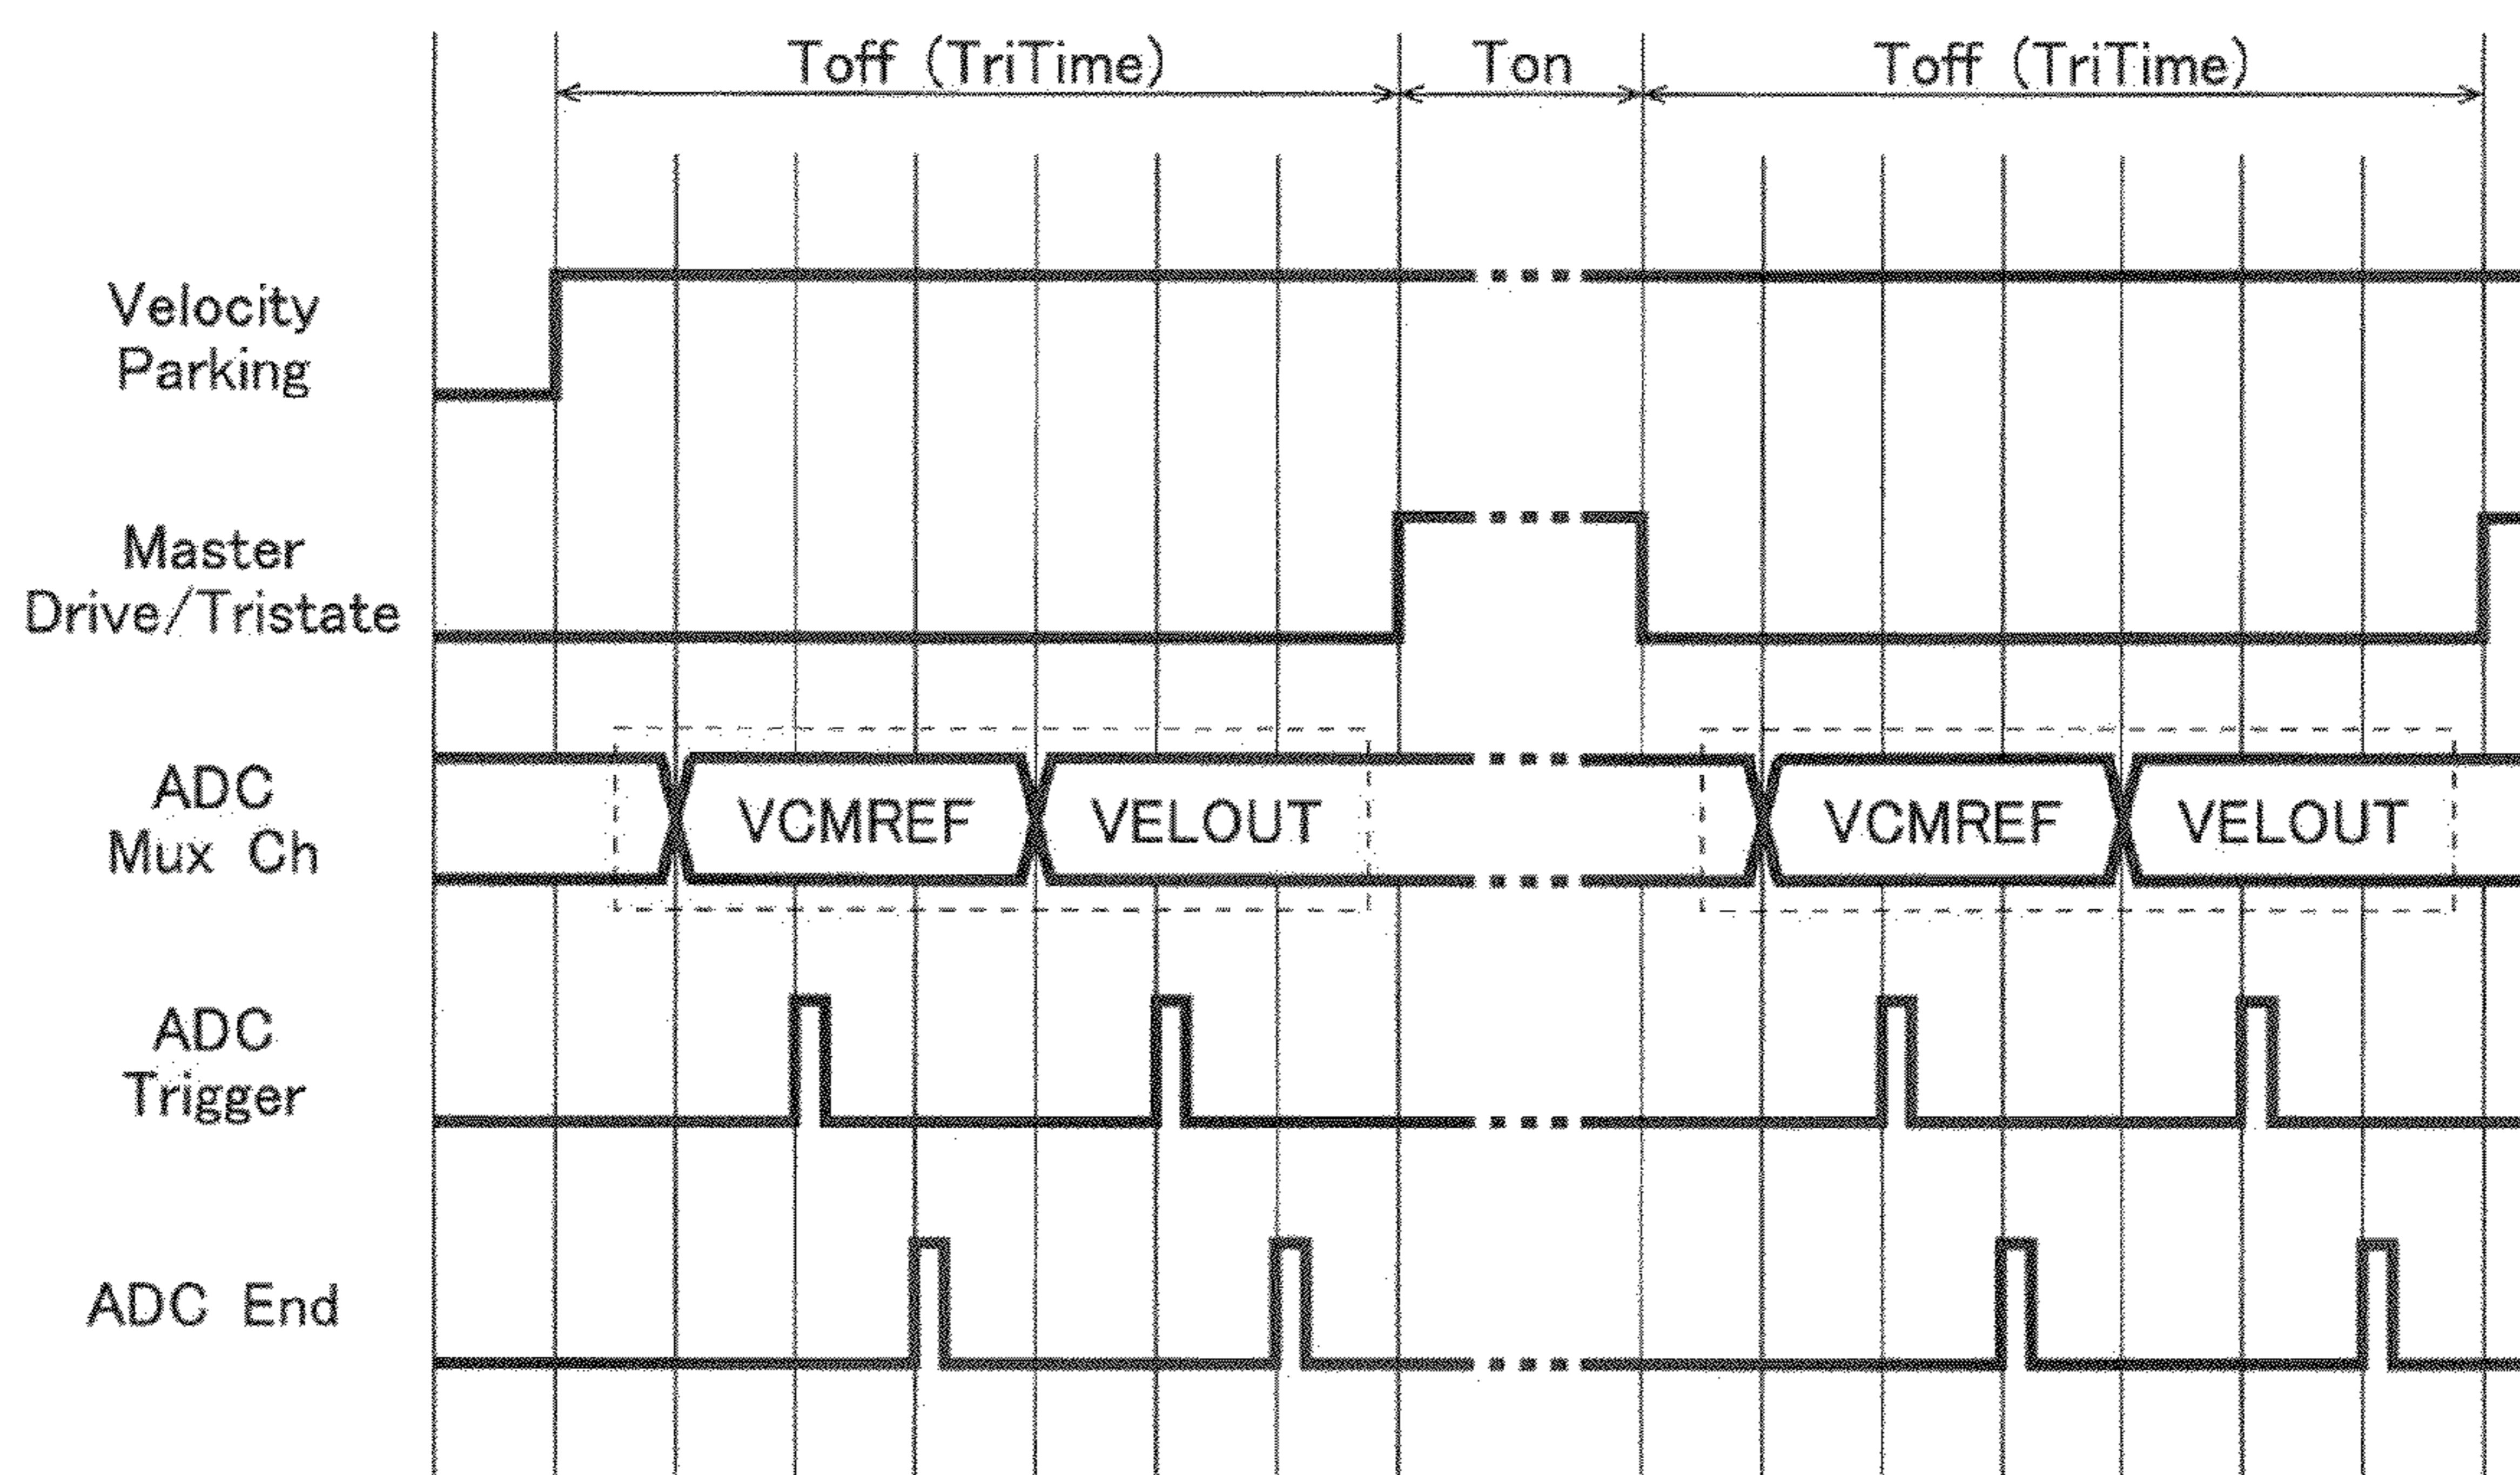 Toff (TriTime)
Ton
Toff (TriTime)
Velocity
Parking
Master
Drive/Tristate
ADC
Mux Ch
VCMREF
VELOUT
VCMREF
VELOUT
ADC
Trigger
ADC End